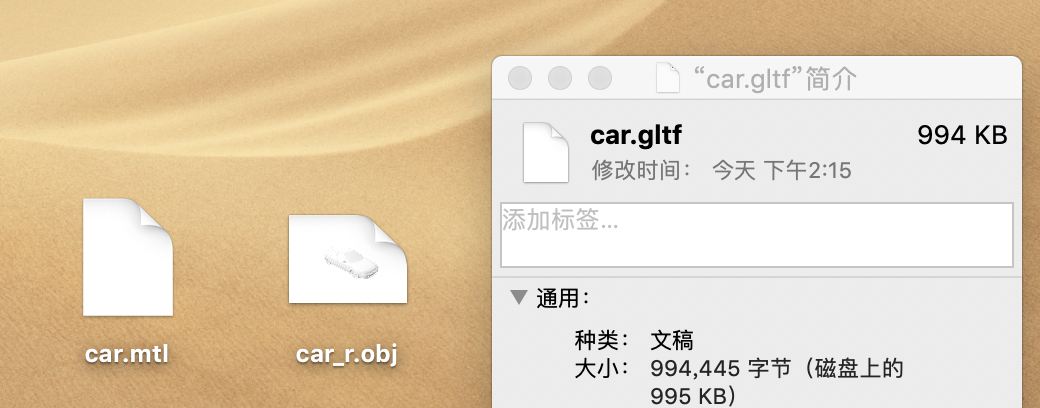 “car.gltf”简介
car.gltf 994 KB
修改时间： 今天 下午2:15
添加标签...
通用：
种类： 文稿
大小： 994,445 字节（磁盘上的
995 KB）
car.mtl car_r.obj